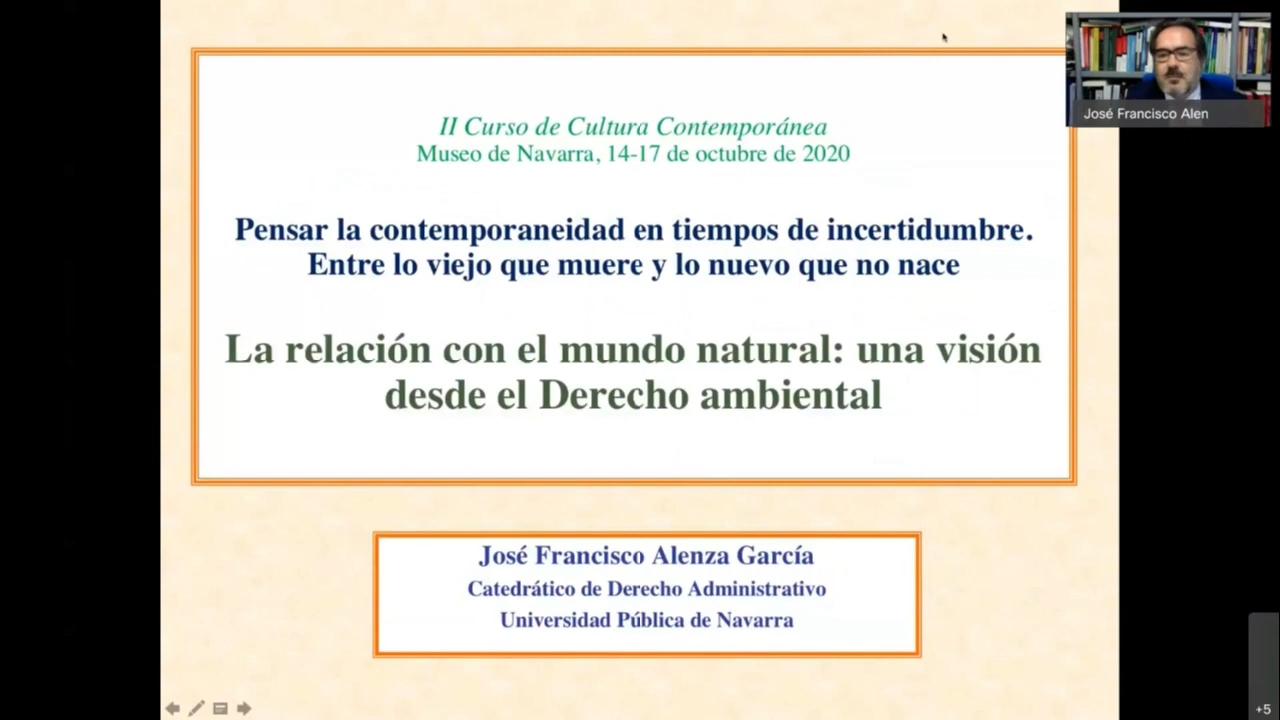 II Curso de Cultura Contemporánea
Museo de Navarra, 14-17 de octubre de 2020
Pensar la contemporaneidad en tiempos de incertidumbre.
Entre lo viejo que muere y lo nuevo que no nace
La relación con el mundo natural: una visión
desde el Derecho ambiental
José Francisco Alenza García
Catedrático de Derecho Administrativo
Universidad Pública de Navarra
José Francisco Alen
+5